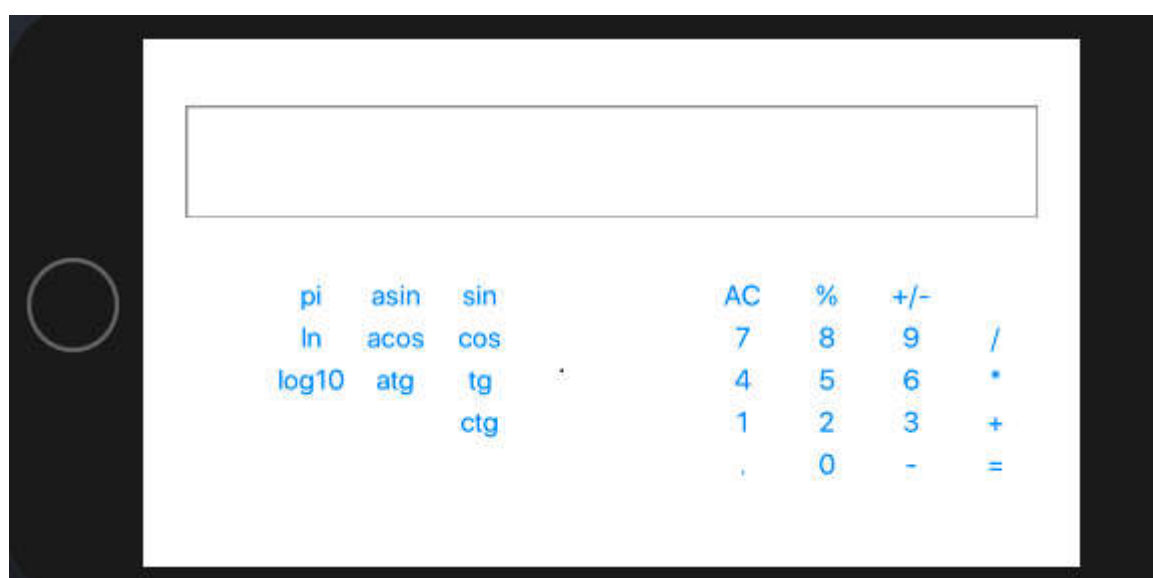 pi asin sin AC % +/-
ln acos cos 7 8 9 /
log10 atg tg 4 5 6 *
ctg 1 2 3 +
. 0 - =